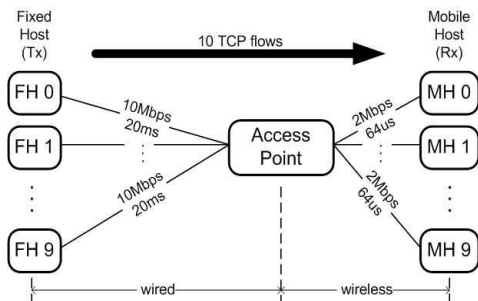 Fixed
Host
(Tx)
10 TCP flows
Mobile
Host
(Rx)
FH 0
10Mbps
20ms
2Mbps
64us
MH 0
FH 1
Access
Point
MH 1
10Mbps
20ms
2Mbps
64us
FH 9
MH 9
wired
wireless